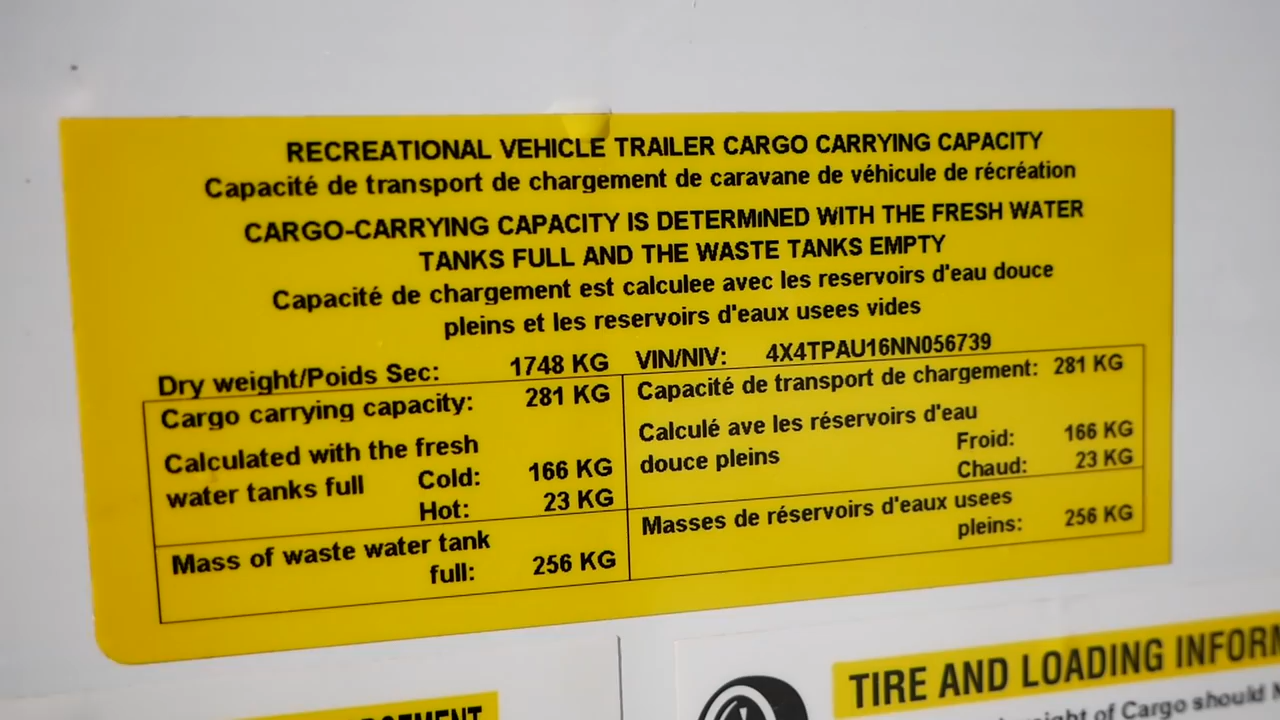 RECREATIONAL VEHICLE TRAILER CARGO CARRYING CAPACITY
Capacité de transport de chargement de caravane de véhicule de récréation
CARGO-CARRYING CAPACITY IS DETERMINED WITH THE FRESH WATER
TANKS FULL AND THE WASTE TANKS EMPTY
Capacité de chargement est calculee avec les reservoirs d'eau douce
pleins et les reservoirs d'eaux usees vides
Dry weight/Poids Sec: 1748 KG VIN/NIV: 4X4TPAU16NN056739
Cargo carrying capacity: 281 KG
Calculated with the fresh
water tanks full Cold: 166 KG
Hot: 23 KG
Mass of waste water tank
full: 256 KG
Capacité de transport de chargement: 281 KG
Calculé ave les réservoirs d'eau
douce pleins Froid: 166 KG
Chaud: 23 KG
Masses de réservoirs d'eaux usees
pleins: 256 KG
TIRE AND LOADING
of Cargo should